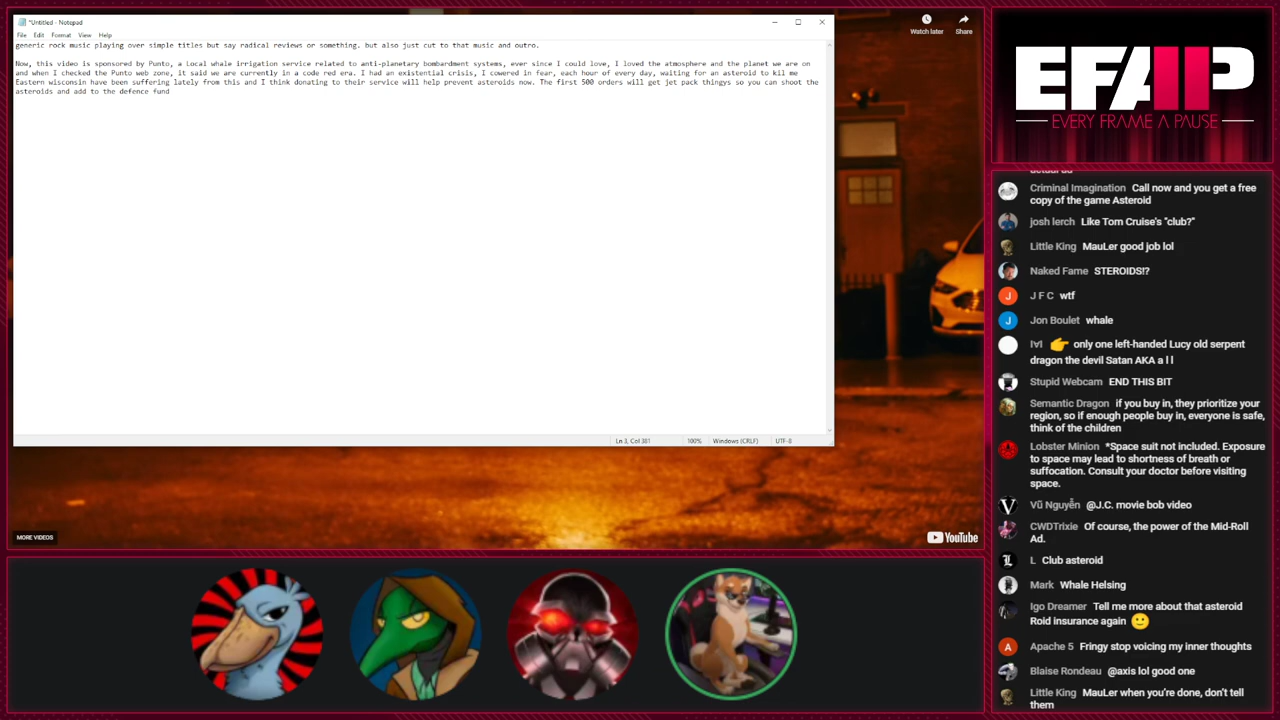 *Untitled - Notepad
File Edit Format View Help
generic rock music playing over simple titles but say radical reviews or something. but also just cut to that music and outro.
Now, this video is sponsored by Punto, a Local whale irrigation service related to anti-planetary bombardment systems, ever since I could love, I loved the atmosphere and the planet we are on
and when I checked the Punto web zone, it said we are currently in a code red era. I had an existential crisis, I cowered in fear, each hour of every day, waiting for an asteroid to kil me
Eastern wisconsin have been suffering lately from this and I think donating to their service will help prevent asteroids now. The first 500 orders will get jet pack thingys so you can shoot the
asteroids and add to the defence fund
Ln 3, Col 381 100% Windows (CRLF) UTF-8
Watch later Share
MORE VIDEOS
YouTube
EFAP
EVERY FRAME A PAUSE
Criminal Imagination Call now and you get a free
copy of the game Asteroid
josh lerch Like Tom Cruise's "club?"
Little King MauLer good job lol
Naked Fame STEROIDS!?
J F C wtf
Jon Boulet whale
I∀I 👉 only one left-handed Lucy old serpent
dragon the devil Satan AKA a l l
Stupid Webcam END THIS BIT
Semantic Dragon if you buy in, they prioritize your
region, so if enough people buy in, everyone is safe,
think of the children
Lobster Minion *Space suit not included. Exposure
to space may lead to shortness of breath or
suffocation. Consult your doctor before visiting
space.
Vũ Nguyễn @J.C. movie bob video
CWDTrixie Of course, the power of the Mid-Roll
Ad.
L Club asteroid
Mark Whale Helsing
Igo Dreamer Tell me more about that asteroid
Roid insurance again 🙂
Apache 5 Fringy stop voicing my inner thoughts
Blaise Rondeau @axis lol good one
Little King MauLer when you're done, don't tell
them